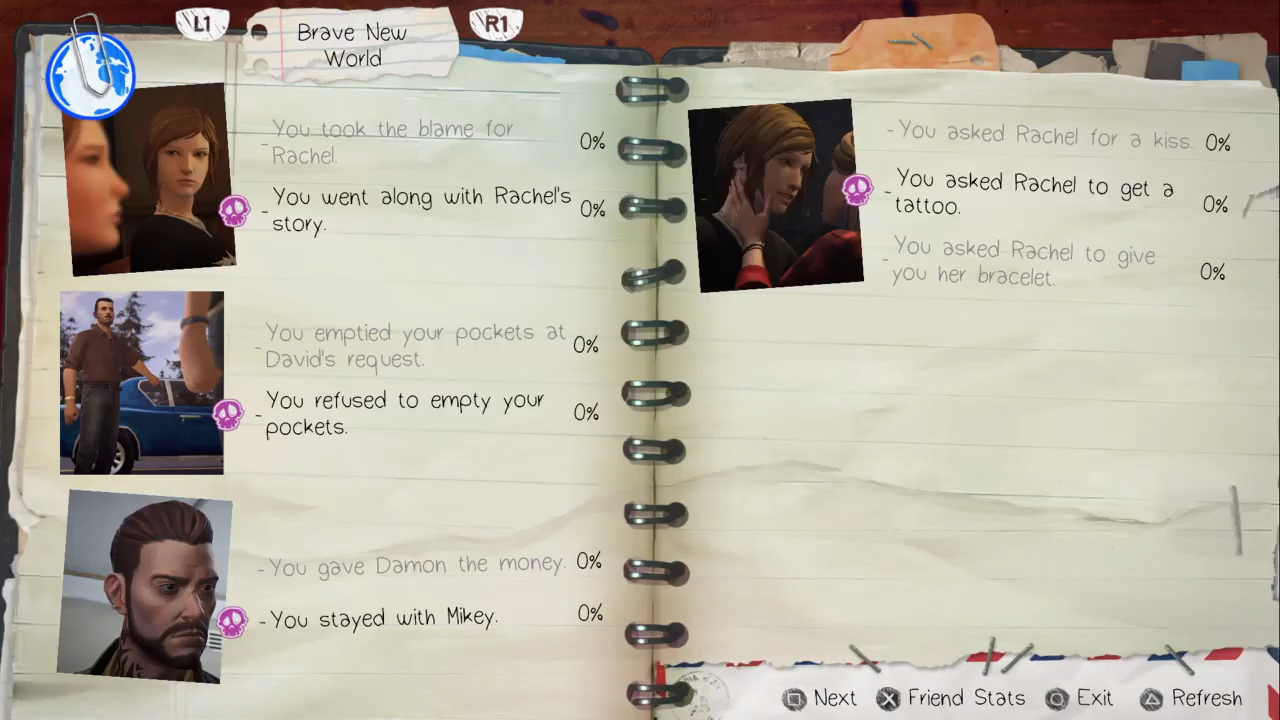 L1
Brave New
World
R1
You took the blame for
- Rachel. 0%
You went along with Rachel's
- story. 0%
You emptied your pockets at
- David's request. 0%
- You refused to empty your
pockets. 0%
- You gave Damon the money. 0%
- You stayed with Mikey. 0%
- You asked Rachel for a kiss. 0%
- You asked Rachel to get a
tattoo. 0%
- You asked Rachel to give
you her bracelet. 0%
Next Friend Stats Exit Refresh